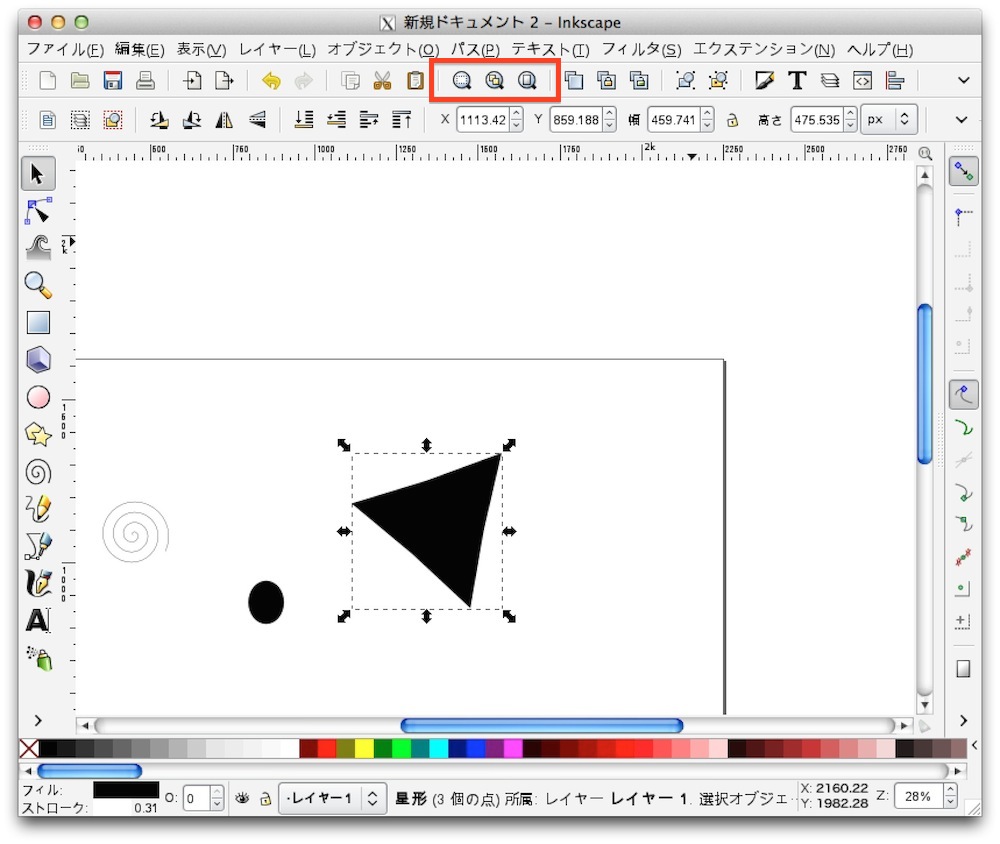 新規ドキュメント 2 – Inkscape
ファイル(F) 編集(E) 表示(V) レイヤー(L) オブジェクト(O) パス(P) テキスト(T) フィルタ(S) エクステンション(N) ヘルプ(H)
X 1113.42 Y 859.188 幅 459.741 高さ 475.535 px
500 750 1000 1250 1500 1750 2k 2250 2500 2750
2k
1600
1000
フィル:
ストローク: 0.31
O: 0
·レイヤー1
星形 (3 個の点) 所属: レイヤー レイヤー 1. 選択オブジェ···
X: 2160.22
Y: 1982.28
Z: 28%